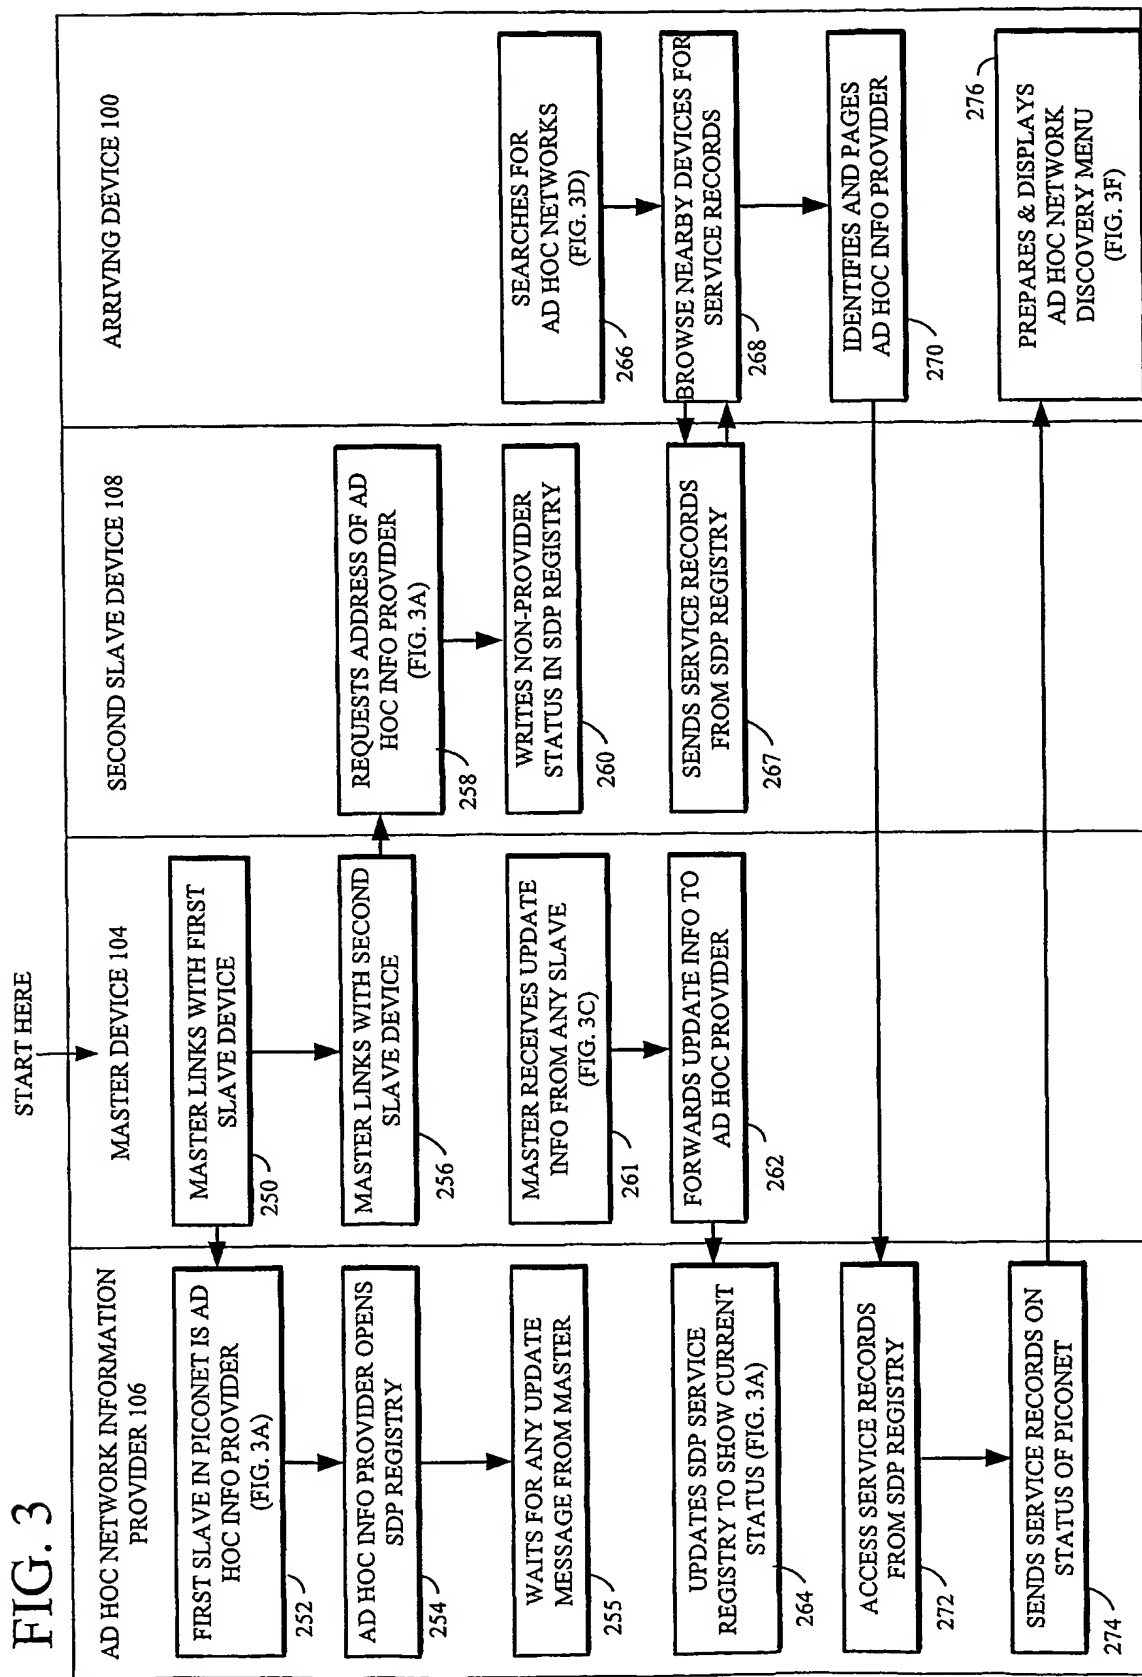 FIG. 3
START HERE
AD HOC NETWORK INFORMATION
PROVIDER 106
MASTER DEVICE 104
SECOND SLAVE DEVICE 108
ARRIVING DEVICE 100
FIRST SLAVE IN PICONET IS AD
HOC INFO PROVIDER
(FIG. 3A)
252
AD HOC INFO PROVIDER OPENS
SDP REGISTRY
254
WAITS FOR ANY UPDATE
MESSAGE FROM MASTER
255
UPDATES SDP SERVICE
REGISTRY TO SHOW CURRENT
STATUS (FIG. 3A)
264
ACCESS SERVICE RECORDS
FROM SDP REGISTRY
272
SENDS SERVICE RECORDS ON
STATUS OF PICONET
274
MASTER LINKS WITH FIRST
SLAVE DEVICE
250
MASTER LINKS WITH SECOND
SLAVE DEVICE
256
MASTER RECEIVES UPDATE
INFO FROM ANY SLAVE
(FIG. 3C)
261
FORWARDS UPDATE INFO TO
AD HOC PROVIDER
262
REQUESTS ADDRESS OF AD
HOC INFO PROVIDER
(FIG. 3A)
258
WRITES NON-PROVIDER
STATUS IN SDP REGISTRY
260
SENDS SERVICE RECORDS
FROM SDP REGISTRY
267
SEARCHES FOR
AD HOC NETWORKS
(FIG. 3D)
266
BROWSE NEARBY DEVICES FOR
SERVICE RECORDS
268
IDENTIFIES AND PAGES
AD HOC INFO PROVIDER
270
PREPARES & DISPLAYS
AD HOC NETWORK
DISCOVERY MENU
(FIG. 3F)
276